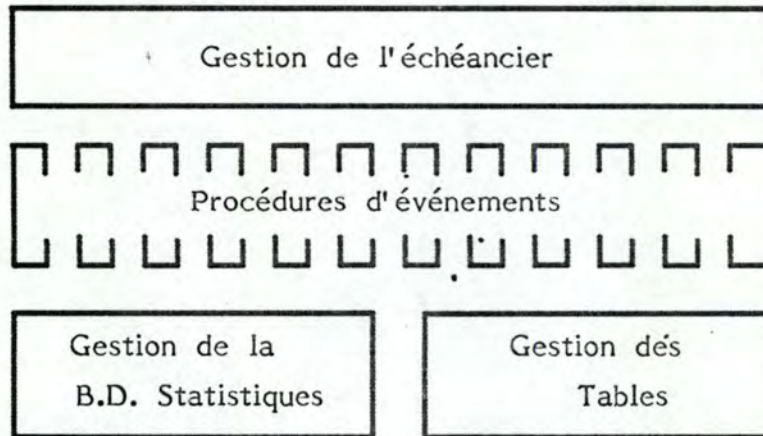 Gestion de l'échéancier
Procédures d'événements
Gestion de la
B.D. Statistiques
Gestion des
Tables